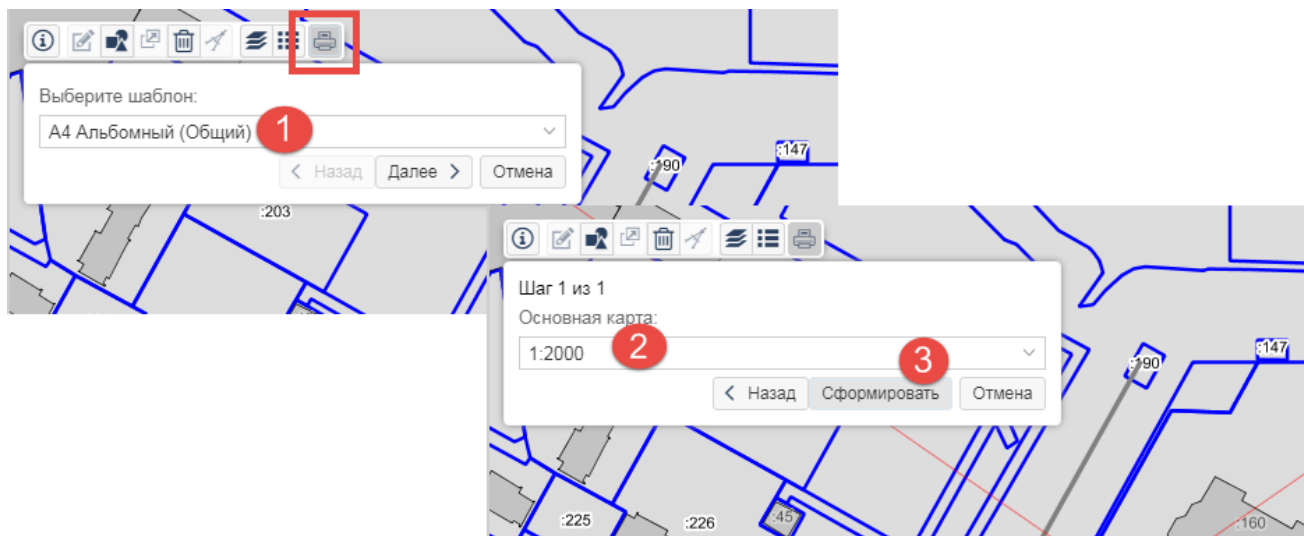 Выберите шаблон:
А4 Альбомный (Общий)
1
Назад
Далее
Отмена
:190
:147
:203
Шаг 1 из 1
Основная карта:
1:2000
2
3
Назад
Сформировать
Отмена
:190
:147
:225
:226
:45
:160